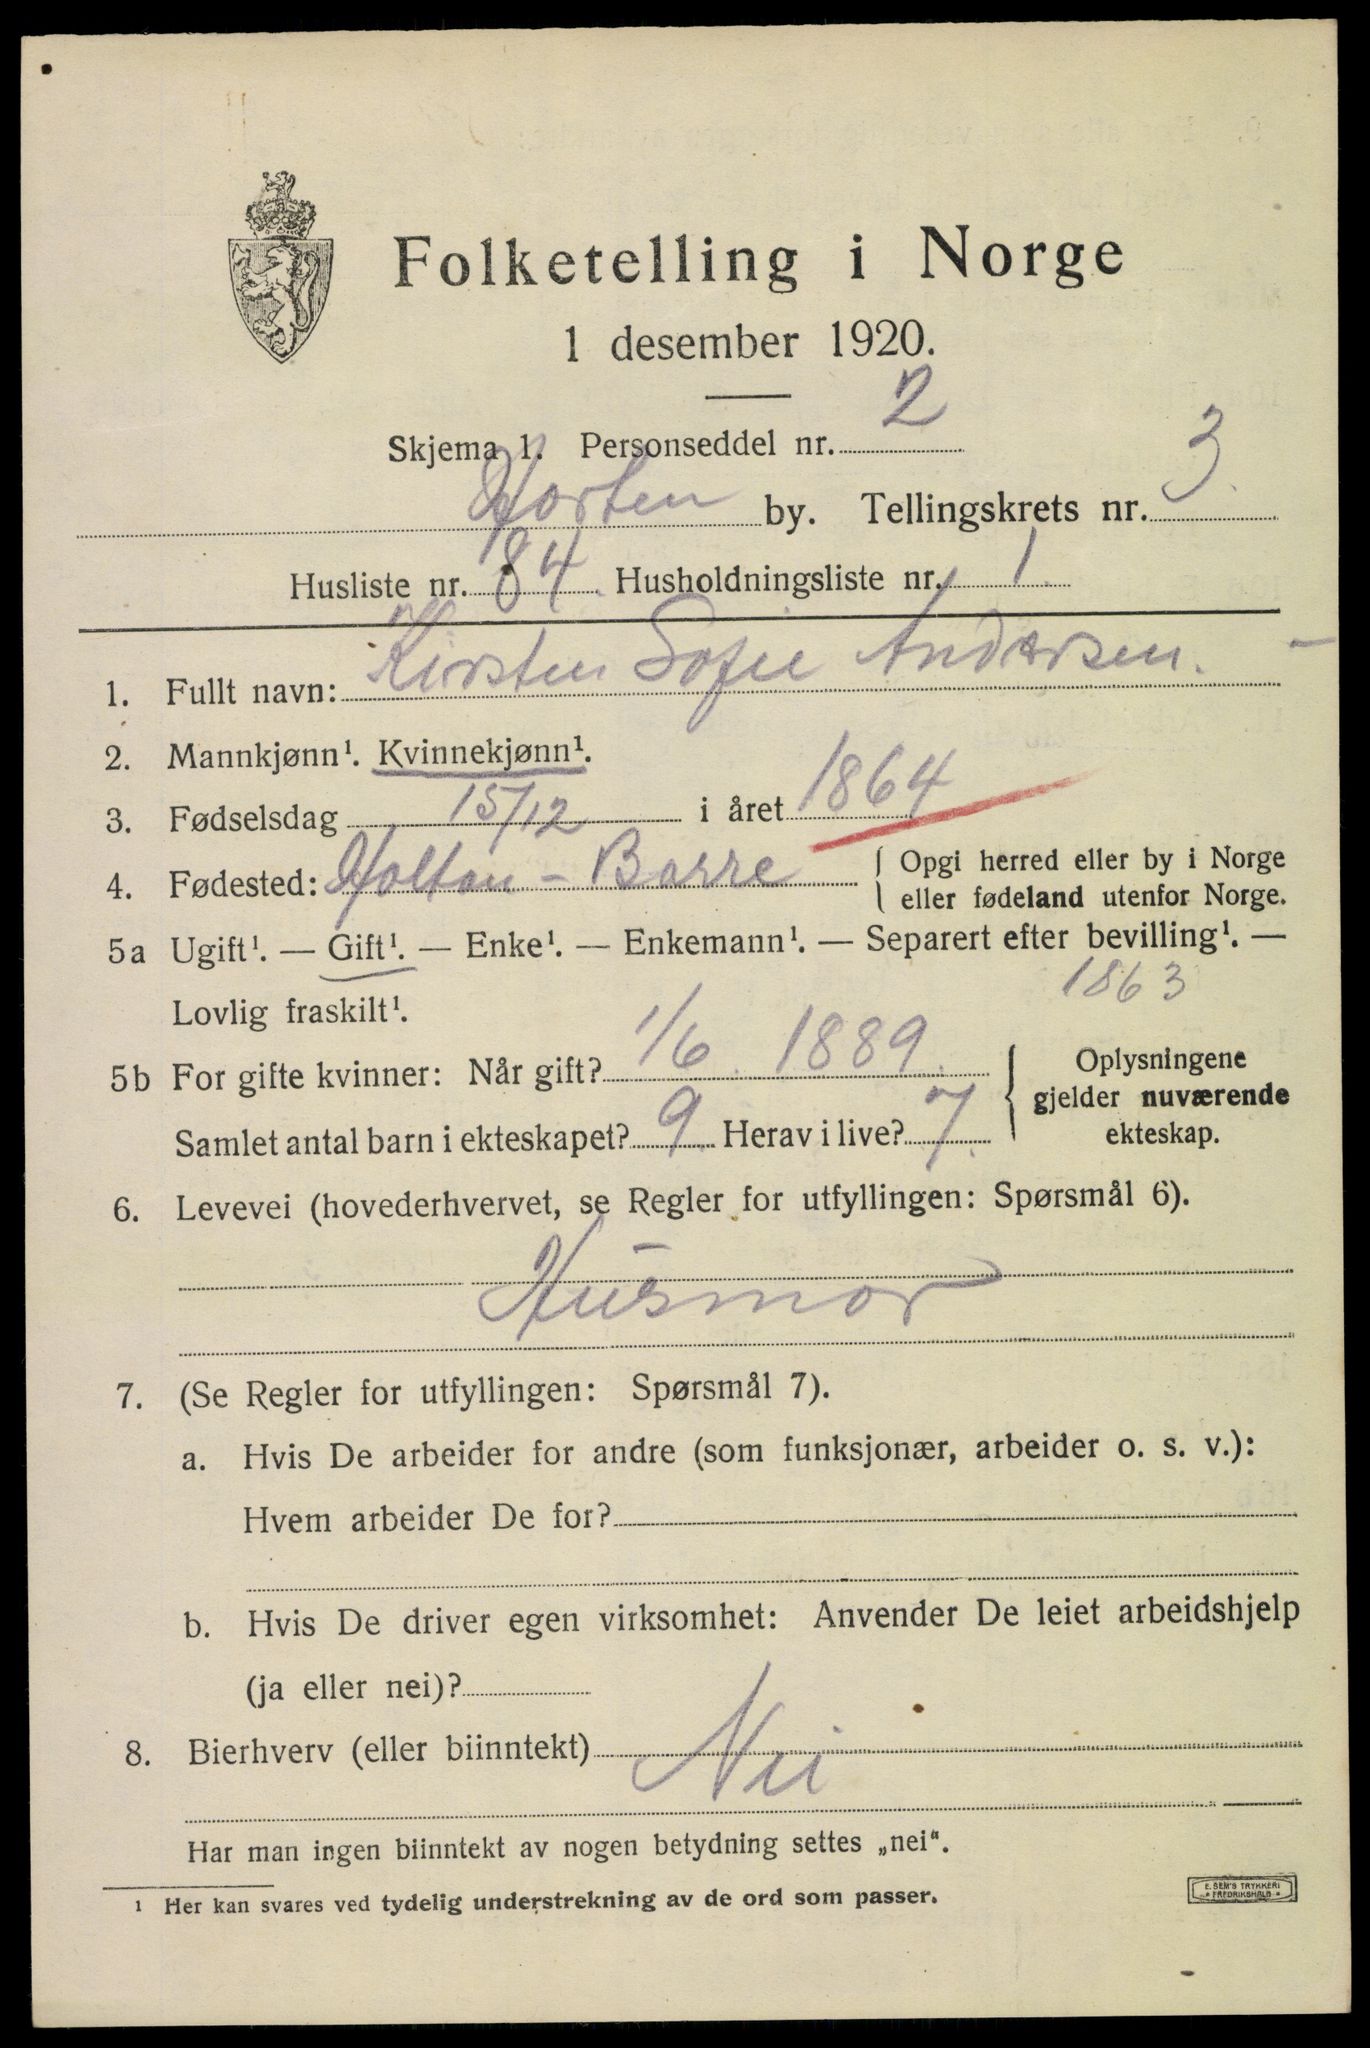 Folketelling i Norge
1 desember 1920.
Skjema 1. Personseddel nr. 2
Horten by. Tellingskrets nr. 3
Husliste nr. 84 Husholdningsliste nr. 1
1. Fullt navn: Kirsten Sofie Andersen. –
2. Mannkjønn¹. Kvinnekjønn¹.
3. Fødselsdag 15/12 i året 1864
4. Fødested: Holtan - Borre { Opgi herred eller by i Norge
eller fødeland utenfor Norge.
5a Ugift¹. — Gift¹. — Enke¹. — Enkemann¹. — Separert efter bevilling¹. —
Lovlig fraskilt¹. 1863
5b For gifte kvinner: Når gift? 1/6 1889. { Oplysningene
gjelder nuværende
ekteskap.
Samlet antal barn i ekteskapet? 9. Herav i live? 7.
6. Levevei (hovederhvervet, se Regler for utfyllingen: Spørsmål 6).
Husmor
7. (Se Regler for utfyllingen: Spørsmål 7).
a. Hvis De arbeider for andre (som funksjonær, arbeider o. s. v.):
Hvem arbeider De for?
b. Hvis De driver egen virksomhet: Anvender De leiet arbeidshjelp
(ja eller nei)?
8. Bierhverv (eller biinntekt) Nei
Har man ingen biinntekt av nogen betydning settes „nei“.
¹ Her kan svares ved tydelig understrekning av de ord som passer.
E. SEM'S TRYKKERI
FREDRIKSHALD